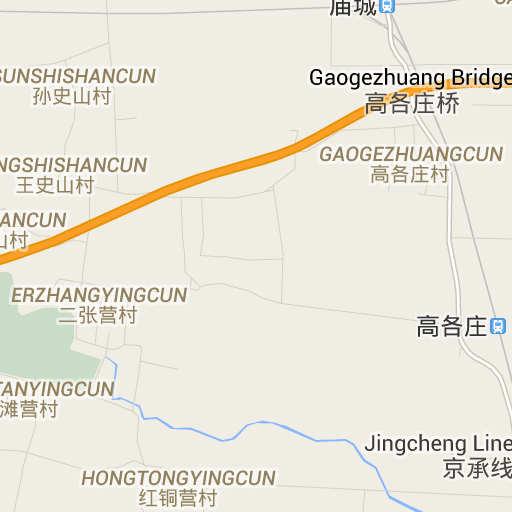 庙城
SUNSHISHANCUN
孙史山村
Gaogezhuang Bridge
高各庄桥
NGSHISHANCUN
王史山村
GAOGEZHUANGCUN
高各庄村
HANCUN
山村
ERZHANGYINGCUN
二张营村
高各庄
TANYINGCUN
滩营村
Jingcheng Line
京承线
HONGTONGYINGCUN
红铜营村